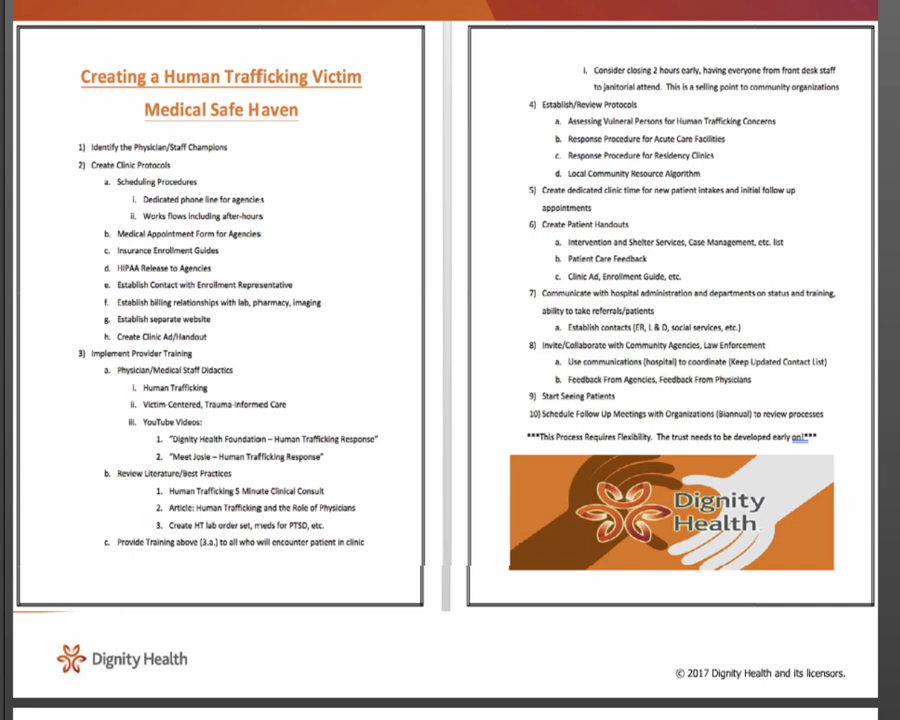 Creating a Human Trafficking Victim
Medical Safe Haven
1) Identify the Physician/Staff Champions
2) Create Clinic Protocols
a. Scheduling Procedures
i. Dedicated phone line for agencies
ii. Works flows including after-hours
b. Medical Appointment Form for Agencies
c. Insurance Enrollment Guides
d. HIPAA Release to Agencies
e. Establish Contact with Enrollment Representative
f. Establish billing relationships with lab, pharmacy, imaging
g. Establish separate website
h. Create Clinic Ad/Handout
3) Implement Provider Training
a. Physician/Medical Staff Didactics
i. Human Trafficking
ii. Victim-Centered, Trauma-Informed Care
iii. YouTube Videos:
1. "Dignity Health Foundation – Human Trafficking Response"
2. "Meet Josie – Human Trafficking Response"
b. Review Literature/Best Practices
1. Human Trafficking 5 Minute Clinical Consult
2. Article: Human Trafficking and the Role of Physicians
3. Create HT lab order set, meds for PTSD, etc.
c. Provide Training above (3.a.) to all who will encounter patient in clinic
i. Consider closing 2 hours early, having everyone from front desk staff
to janitorial attend. This is a selling point to community organizations
4) Establish/Review Protocols
a. Assessing Vulneral Persons for Human Trafficking Concerns
b. Response Procedure for Acute Care Facilities
c. Response Procedure for Residency Clinics
d. Local Community Resource Algorithm
5) Create dedicated clinic time for new patient intakes and initial follow up
appointments
6) Create Patient Handouts
a. Intervention and Shelter Services, Case Management, etc. list
b. Patient Care Feedback
c. Clinic Ad, Enrollment Guide, etc.
7) Communicate with hospital administration and departments on status and training,
ability to take referrals/patients
a. Establish contacts (ER, L & D, social services, etc.)
8) Invite/Collaborate with Community Agencies, Law Enforcement
a. Use communications (hospital) to coordinate (Keep Updated Contact List)
b. Feedback From Agencies, Feedback From Physicians
9) Start Seeing Patients
10) Schedule Follow Up Meetings with Organizations (Biannual) to review processes
***This Process Requires Flexibility. The trust needs to be developed early on!***
Dignity
Health
Dignity Health
© 2017 Dignity Health and its licensors.